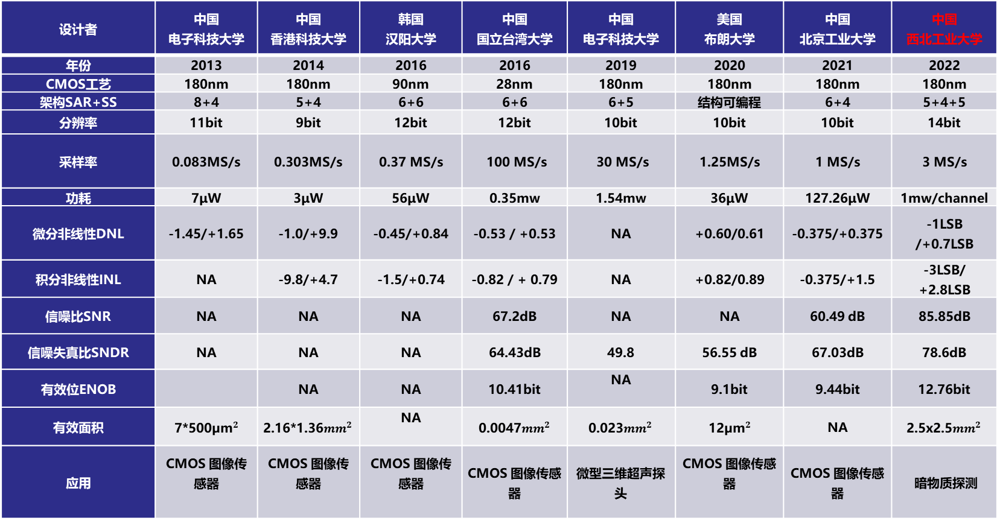 设计者 中国 电子科技大学 中国 香港科技大学 韩国 汉阳大学 中国 国立台湾大学 中国 电子科技大学 美国 布朗大学 中国 北京工业大学 中国 西北工业大学
年份 2013 2014 2016 2016 2019 2020 2021 2022
CMOS工艺 180nm 180nm 90nm 28nm 180nm 180nm 180nm 180nm
架构SAR+SS 8+4 5+4 6+6 6+6 6+5 结构可编程 6+4 5+4+5
分辨率 11bit 9bit 12bit 12bit 10bit 10bit 10bit 14bit
采样率 0.083MS/s 0.303MS/s 0.37 MS/s 100 MS/s 30 MS/s 1.25MS/s 1 MS/s 3 MS/s
功耗 7μW 3μW 56μW 0.35mw 1.54mw 36μW 127.26μW 1mw/channel
微分非线性DNL -1.45/+1.65 -1.0/+9.9 -0.45/+0.84 -0.53 / +0.53 NA +0.60/0.61 -0.375/+0.375 -1LSB /+0.7LSB
积分非线性INL NA -9.8/+4.7 -1.5/+0.74 -0.82 / + 0.79 NA +0.82/0.89 -0.375/+1.5 -3LSB/ +2.8LSB
信噪比SNR NA NA NA 67.2dB NA NA 60.49 dB 85.85dB
信噪失真比SNDR NA NA NA 64.43dB 49.8 56.55 dB 67.03dB 78.6dB
有效位ENOB NA NA 10.41bit NA 9.1bit 9.44bit 12.76bit
有效面积 7*500μm² 2.16*1.36mm² NA 0.0047mm² 0.023mm² 12μm² NA 2.5x2.5mm²
应用 CMOS 图像传感器 CMOS 图像传感器 CMOS 图像传感器 CMOS 图像传感器 微型三维超声探头 CMOS 图像传感器 CMOS 图像传感器 暗物质探测